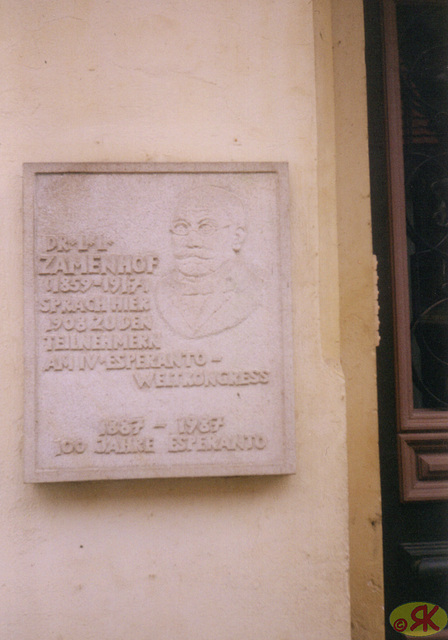 DR·L·L·
ZAMENHOF
(1859-1917)
SPRACH HIER
1908 ZU DEN
TEILNEHMERN
AM IV·ESPERANTO-
WELTKONGRESS
1887 - 1987
100 JAHRE ESPERANTO
© RK